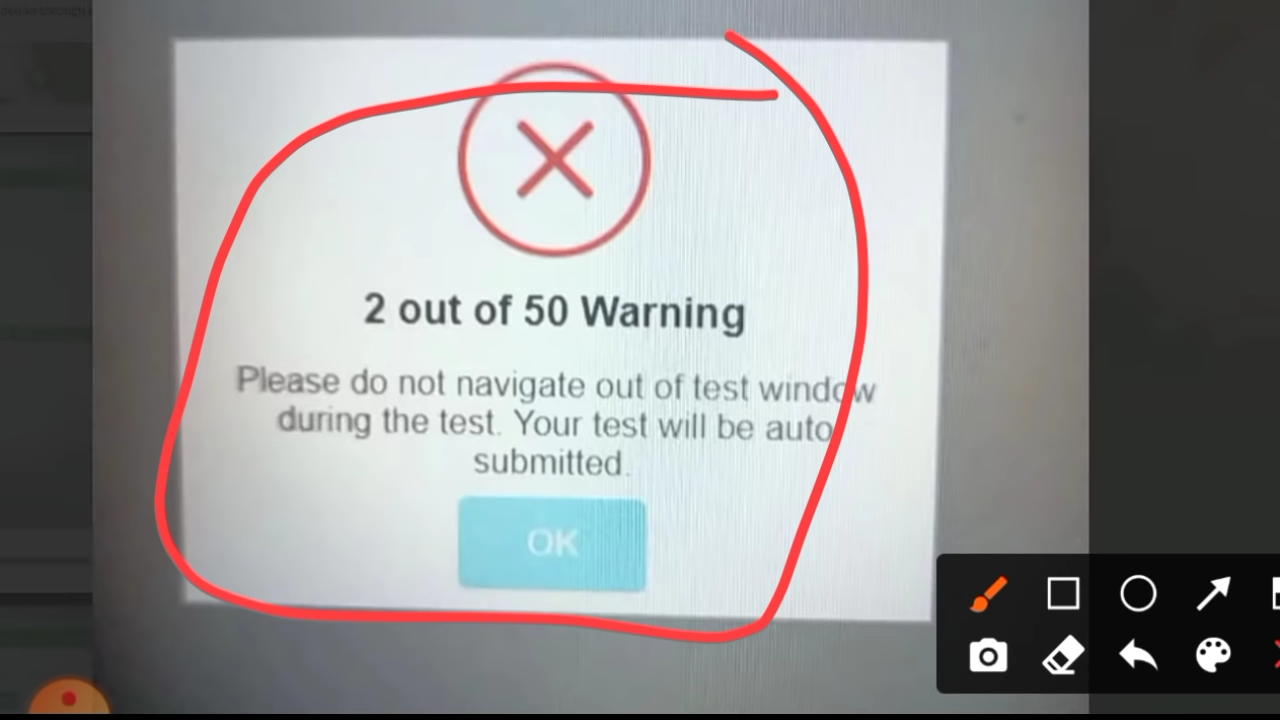 2 out of 50 Warning
Please do not navigate out of test window
during the test. Your test will be auto
submitted.
OK